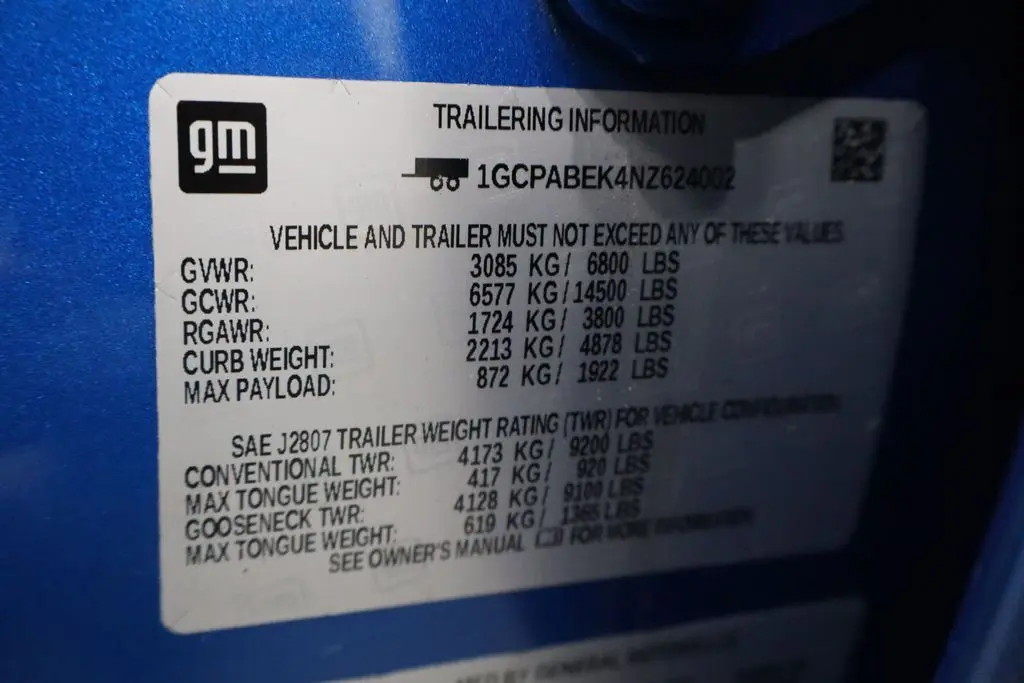 gm
TRAILERING INFORMATION
1GCPABEK4NZ624002
VEHICLE AND TRAILER MUST NOT EXCEED ANY OF THESE VALUES.
GVWR: 3085 KG/ 6800 LBS
GCWR: 6577 KG/14500 LBS
RGAWR: 1724 KG/ 3800 LBS
CURB WEIGHT: 2213 KG/ 4878 LBS
MAX PAYLOAD: 872 KG/ 1922 LBS
SAE J2807 TRAILER WEIGHT RATING (TWR) FOR VEHICLE CONFIGURATION
CONVENTIONAL TWR: 4173 KG/ 9200 LBS
MAX TONGUE WEIGHT: 417 KG/ 920 LBS
GOOSENECK TWR: 4128 KG/ 9100 LBS
MAX TONGUE WEIGHT: 619 KG/ 1365 LBS
SEE OWNER'S MANUAL FOR MORE INFORMATION
BY GENERAL